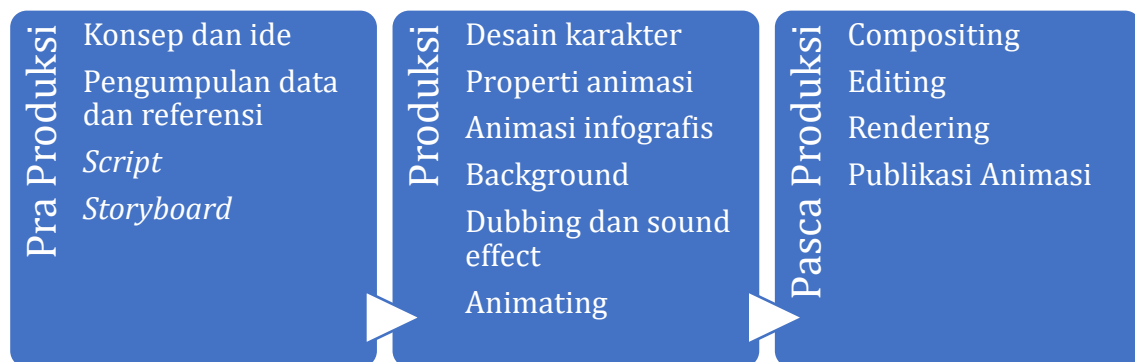 Pra Produksi
Konsep dan ide
Pengumpulan data
dan referensi
Script
Storyboard
Produksi
Desain karakter
Properti animasi
Animasi infografis
Background
Dubbing dan sound
effect
Animating
Pasca Produksi
Compositing
Editing
Rendering
Publikasi Animasi